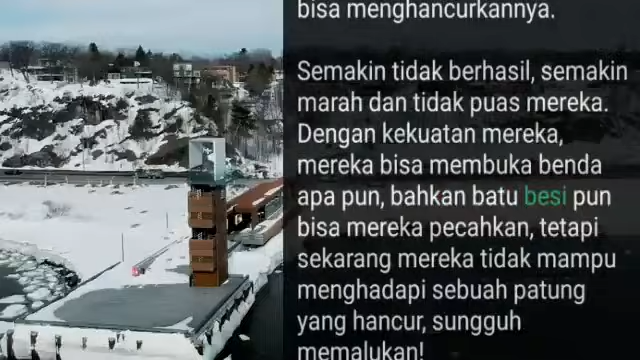 bisa menghancurkannya.
Semakin tidak berhasil, semakin
marah dan tidak puas mereka.
Dengan kekuatan mereka,
mereka bisa membuka benda
apa pun, bahkan batu besi pun
bisa mereka pecahkan, tetapi
sekarang mereka tidak mampu
menghadapi sebuah patung
yang hancur, sungguh
memalukan!